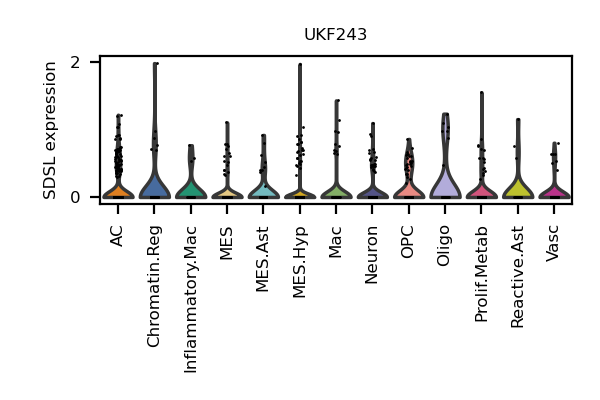 UKF243
SDSL expression
2
0
AC
Chromatin.Reg
Inflammatory.Mac
MES
MES.Ast
MES.Hyp
Mac
Neuron
OPC
Oligo
Prolif.Metab
Reactive.Ast
Vasc